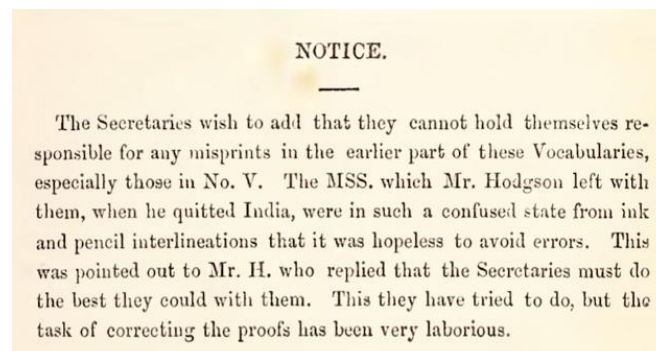 NOTICE.
The Secretaries wish to add that they cannot hold themselves re-
sponsible for any misprints in the earlier part of these Vocabularies,
especially those in No. V. The MSS. which Mr. Hodgson left with
them, when he quitted India, were in such a confused state from ink
and pencil interlineations that it was hopeless to avoid errors. This
was pointed out to Mr. H. who replied that the Secretaries must do
the best they could with them. This they have tried to do, but the
task of correcting the proofs has been very laborious.